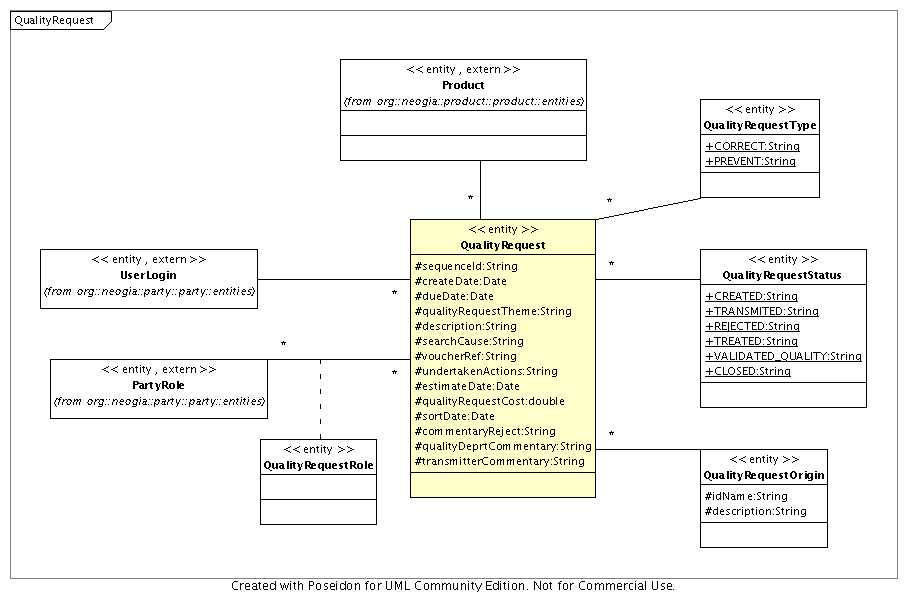 QualityRequest
<< entity , extern >>
Product
(from org::neogia::product::product::entities)
<< entity >>
QualityRequestType
+CORRECT:String
+PREVENT:String
*
*
<< entity >>
QualityRequest
#sequenceId:String
#createDate:Date
#dueDate:Date
#qualityRequestTheme:String
#description:String
#searchCause:String
#voucherRef:String
#undertakenActions:String
#estimateDate:Date
#qualityRequestCost:double
#sortDate:Date
#commentaryReject:String
#qualityDeprtCommentary:String
#transmitterCommentary:String
<< entity , extern >>
UserLogin
(from org::neogia::party::party::entities)
*
*
<< entity >>
QualityRequestStatus
+CREATED:String
+TRANSMITED:String
+REJECTED:String
+TREATED:String
+VALIDATED_QUALITY:String
+CLOSED:String
*
*
<< entity , extern >>
PartyRole
(from org::neogia::party::party::entities)
<< entity >>
QualityRequestRole
*
<< entity >>
QualityRequestOrigin
#idName:String
#description:String
Created with Poseidon for UML Community Edition. Not for Commercial Use.